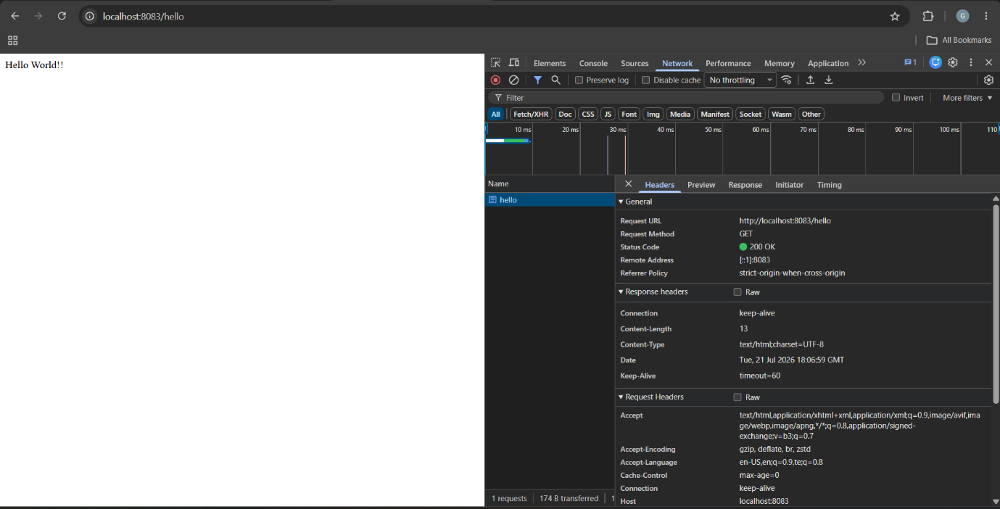 localhost:8083/hello
G
All Bookmarks
Hello World!!
Elements Console Sources Network Performance Memory Application 1
Preserve log Disable cache No throttling
Filter Invert More filters
All Fetch/XHR Doc CSS JS Font Img Media Manifest Socket Wasm Other
10 ms 20 ms 30 ms 40 ms 50 ms 60 ms 70 ms 80 ms 90 ms 100 ms 110
Name
Headers Preview Response Initiator Timing
hello
General
Request URL http://localhost:8083/hello
Request Method GET
Status Code 200 OK
Remote Address [::1]:8083
Referrer Policy strict-origin-when-cross-origin
Response headers Raw
Connection keep-alive
Content-Length 13
Content-Type text/html;charset=UTF-8
Date Tue, 21 Jul 2026 18:06:59 GMT
Keep-Alive timeout=60
Request Headers Raw
Accept text/html,application/xhtml+xml,application/xml;q=0.9,image/avif,ima
ge/webp,image/apng,*/*;q=0.8,application/signed-
exchange;v=b3;q=0.7
Accept-Encoding gzip, deflate, br, zstd
Accept-Language en-US,en;q=0.9,te;q=0.8
Cache-Control max-age=0
Connection keep-alive
Host localhost:8083
1 requests 174 B transferred 1